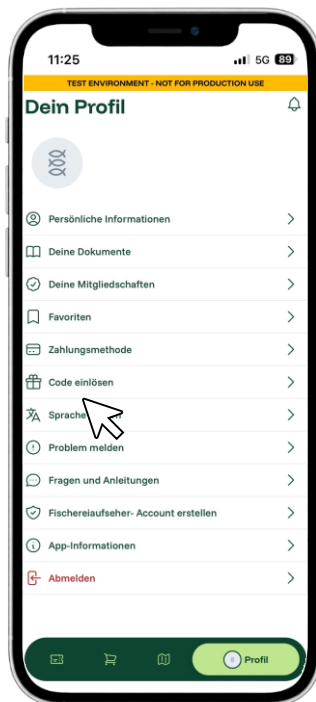 11:25
5G 89
TEST ENVIRONMENT - NOT FOR PRODUCTION USE
Dein Profil
Persönliche Informationen
Deine Dokumente
Deine Mitgliedschaften
Favoriten
Zahlungsmethode
Code einlösen
Sprache
Problem melden
Fragen und Anleitungen
Fischereiaufseher- Account erstellen
App-Informationen
Abmelden
Profil